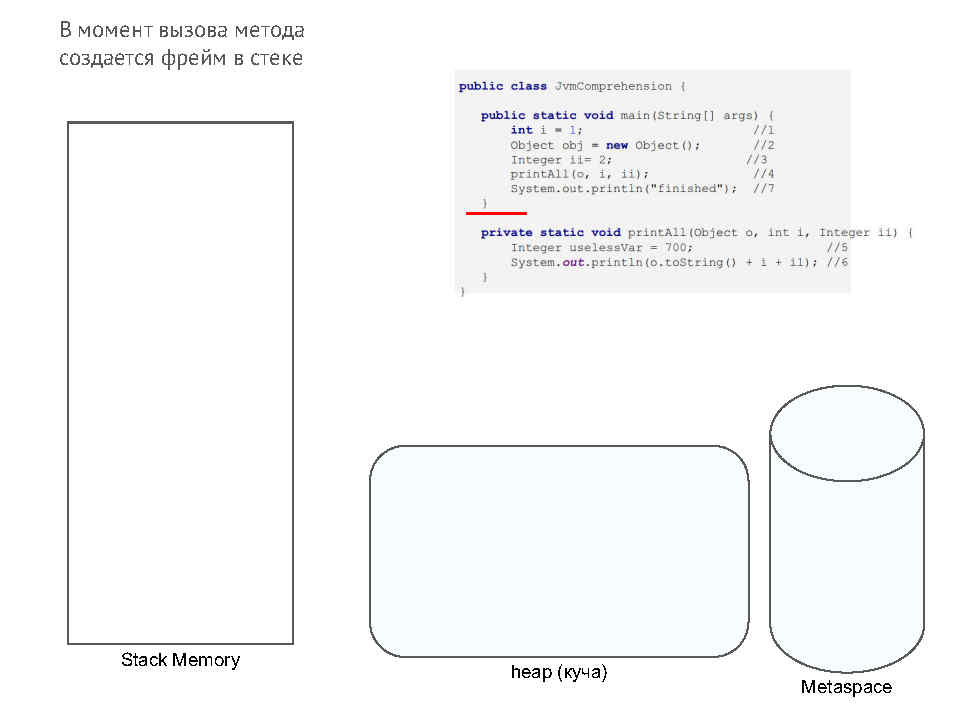 В момент вызова метода
создается фрейм в стеке
public class JvmComprehension {
public static void main(String[] args) {
int i = 1; //1
Object obj = new Object(); //2
Integer ii= 2; //3
printAll(o, i, ii); //4
System.out.println("finished"); //7
}
private static void printAll(Object o, int i, Integer ii) {
Integer uselessVar = 700; //5
System.out.println(o.toString() + i + ii); //6
}
}
Stack Memory
heap (куча)
Metaspace